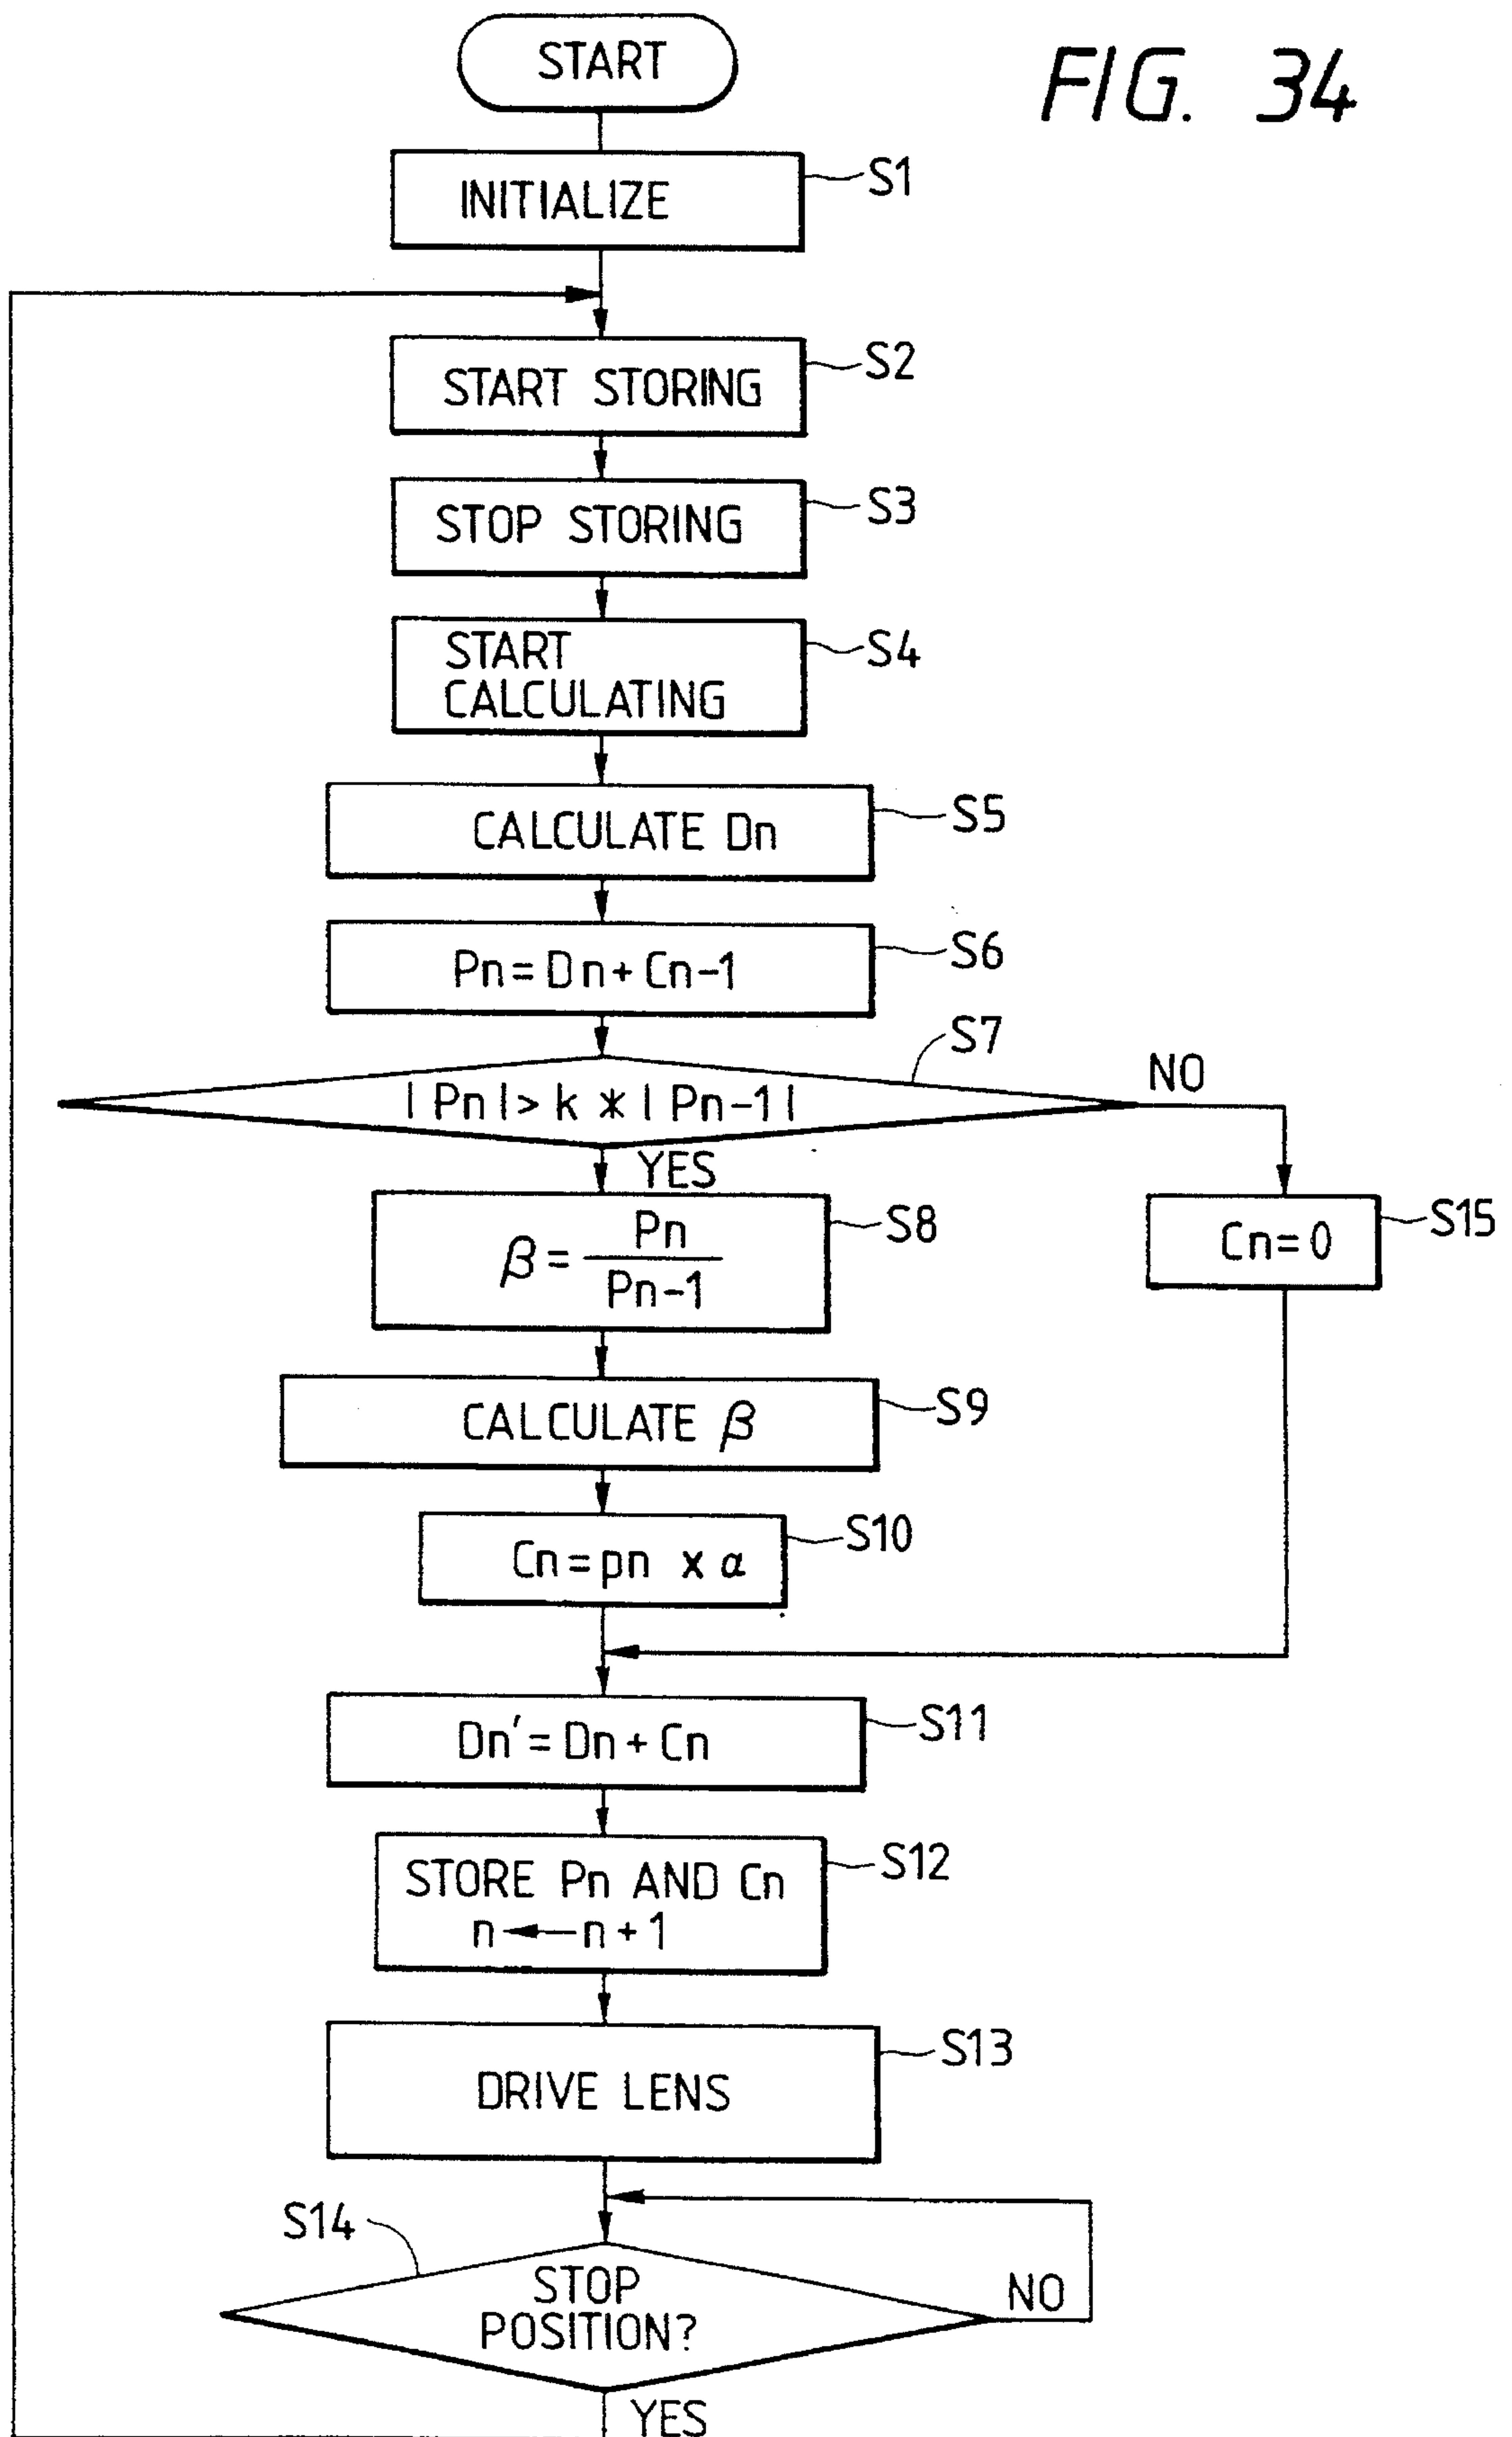 START
FIG. 34
INITIALIZE
S1
START STORING
S2
STOP STORING
S3
START
CALCULATING
S4
CALCULATE Dn
S5
Pn = Dn + Cn-1
S6
| Pn | > k * | Pn-1 |
S7
NO
YES
β = Pn / Pn-1
S8
Cn = 0
S15
CALCULATE β
S9
Cn = pn x α
S10
Dn' = Dn + Cn
S11
STORE Pn AND Cn
n ← n + 1
S12
DRIVE LENS
S13
S14
STOP
POSITION?
NO
YES